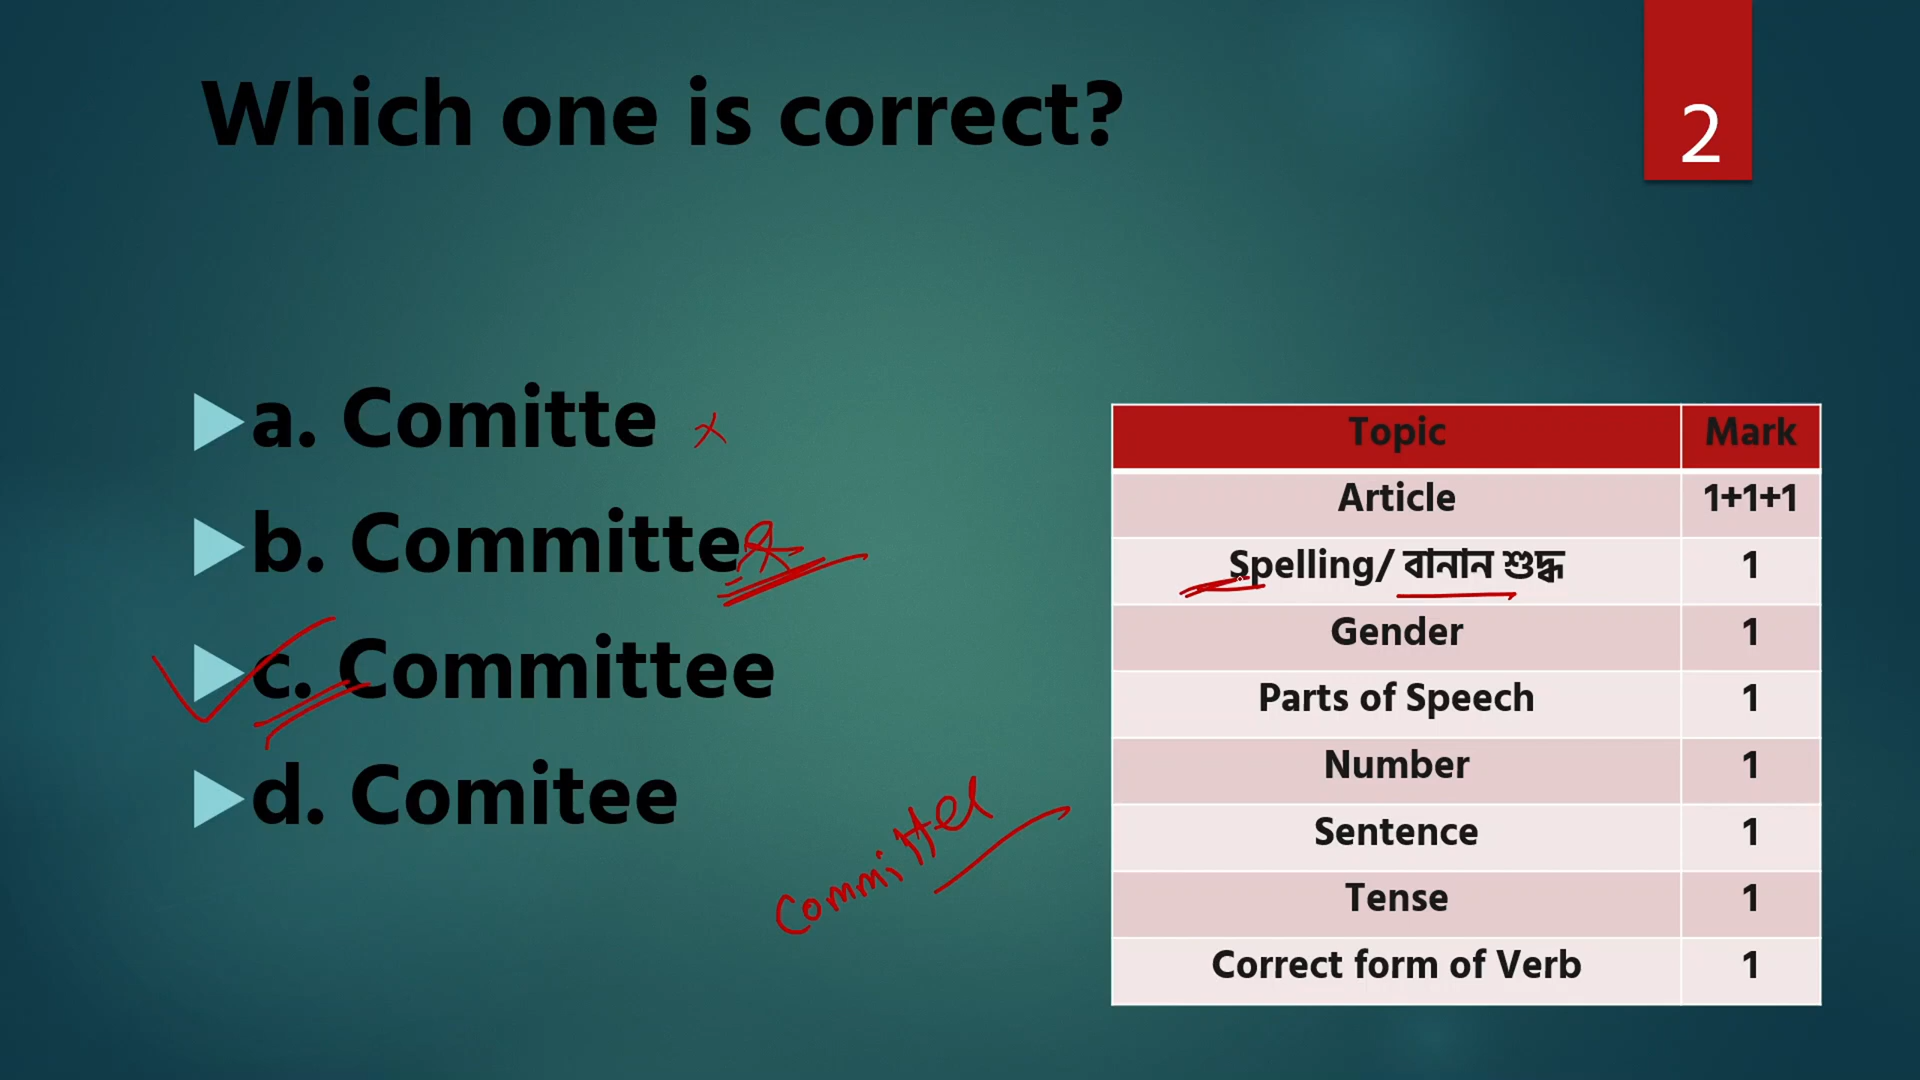 Which one is correct?
2
a. Comitte
b. Committe
c. Committee
d. Comitee
Committee
Topic Mark
Article 1+1+1
Spelling/ বানান শুদ্ধ 1
Gender 1
Parts of Speech 1
Number 1
Sentence 1
Tense 1
Correct form of Verb 1